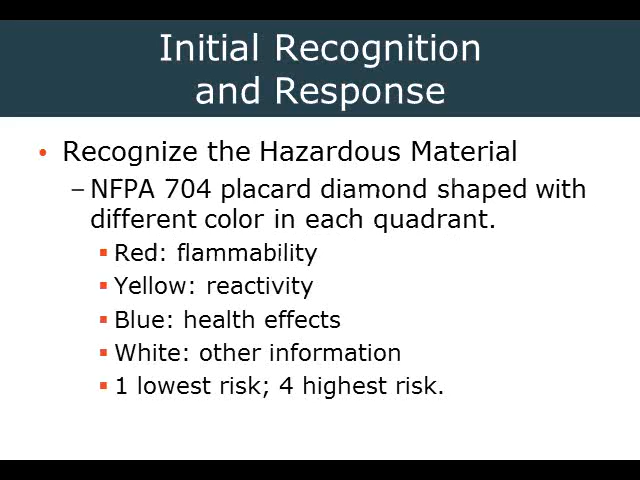 Initial Recognition
and Response
• Recognize the Hazardous Material
– NFPA 704 placard diamond shaped with
different color in each quadrant.
▪ Red: flammability
▪ Yellow: reactivity
▪ Blue: health effects
▪ White: other information
▪ 1 lowest risk; 4 highest risk.